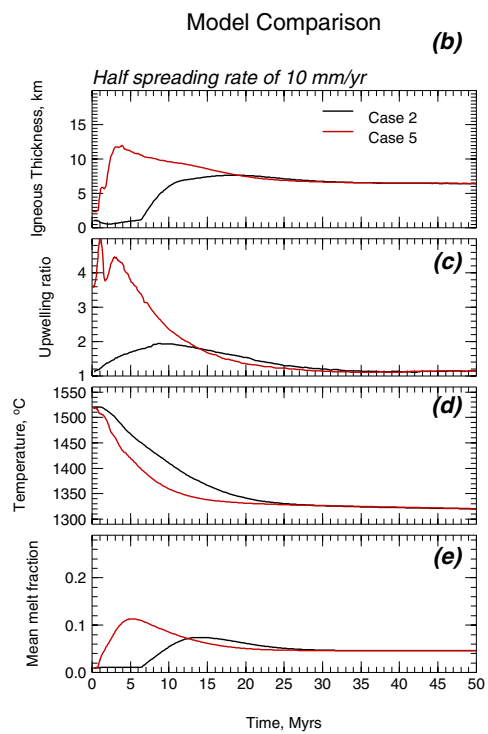 Model Comparison
(b)
Half spreading rate of 10 mm/yr
Igneous Thickness, km
15
10
5
0
Case 2
Case 5
(c)
Upwelling ratio
4
3
2
1
(d)
Temperature, °C
1550
1500
1450
1400
1350
1300
(e)
Mean melt fraction
0.2
0.1
0.0
0 5 10 15 20 25 30 35 40 45 50
Time, Myrs